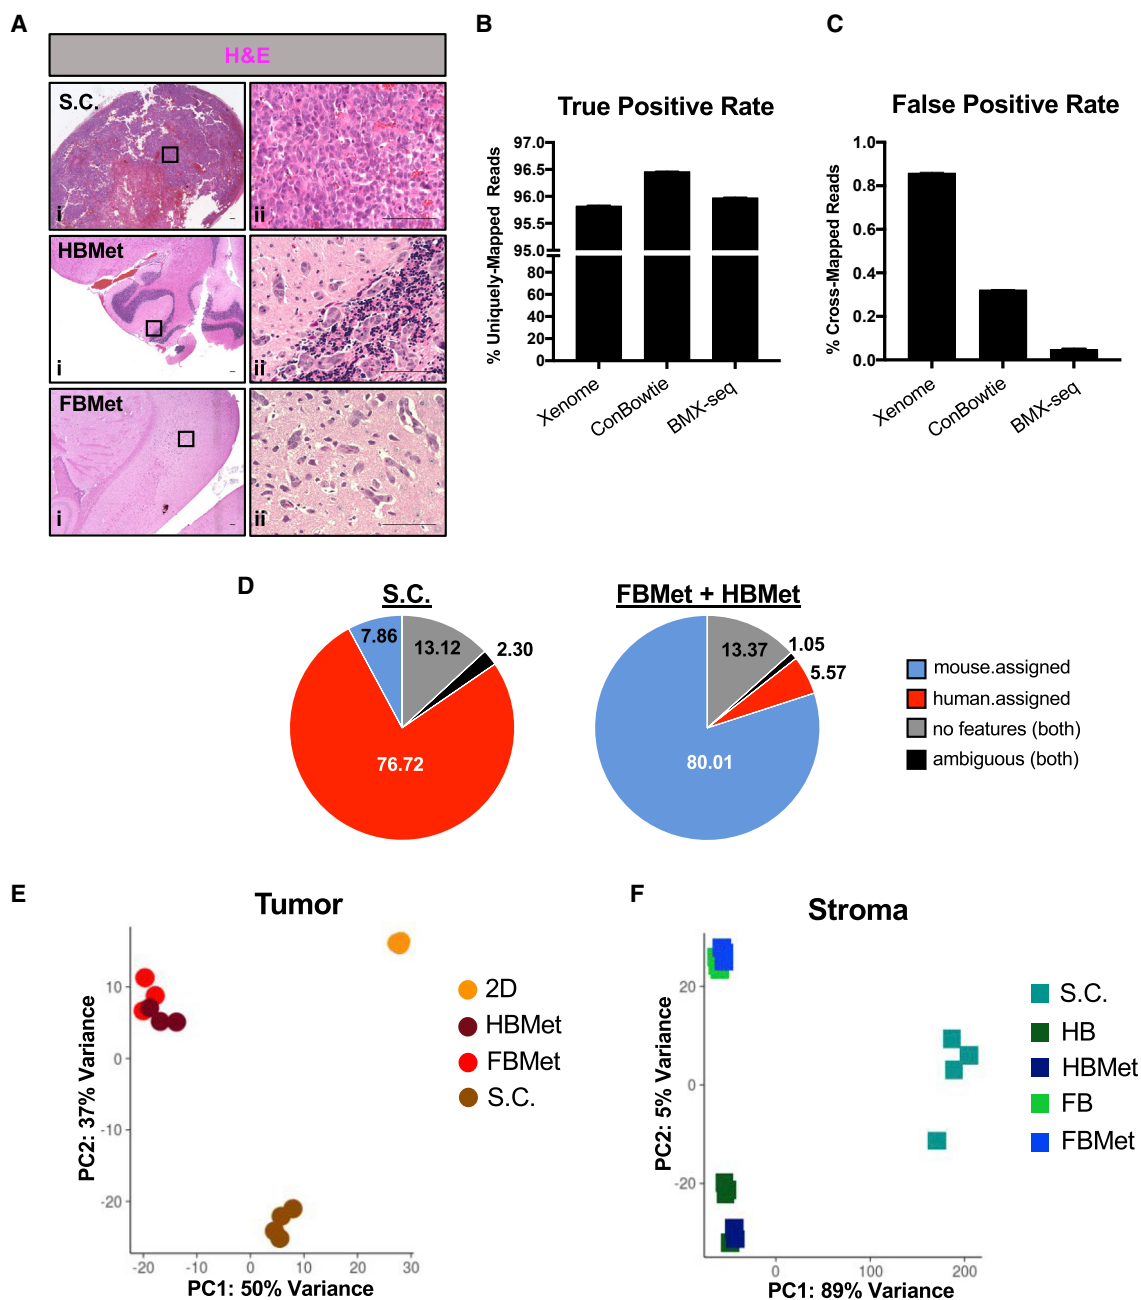 A
H&E
S.C.
i
ii
HBMet
i
ii
FBMet
i
ii
B
True Positive Rate
% Uniquely-Mapped Reads
97.0
96.5
96.0
95.5
95.0
80
60
40
20
0
Xenome
ConBowtie
BMX-seq
C
False Positive Rate
% Cross-Mapped Reads
1.0
0.8
0.6
0.4
0.2
0.0
Xenome
ConBowtie
BMX-seq
D
S.C.
7.86
13.12
2.30
76.72
FBMet + HBMet
13.37
1.05
5.57
80.01
mouse.assigned
human.assigned
no features (both)
ambiguous (both)
E
Tumor
PC2: 37% Variance
10
0
-10
-20
-20
-10
0
10
20
30
PC1: 50% Variance
2D
HBMet
FBMet
S.C.
F
Stroma
PC2: 5% Variance
20
0
-20
0
100
200
PC1: 89% Variance
S.C.
HB
HBMet
FB
FBMet